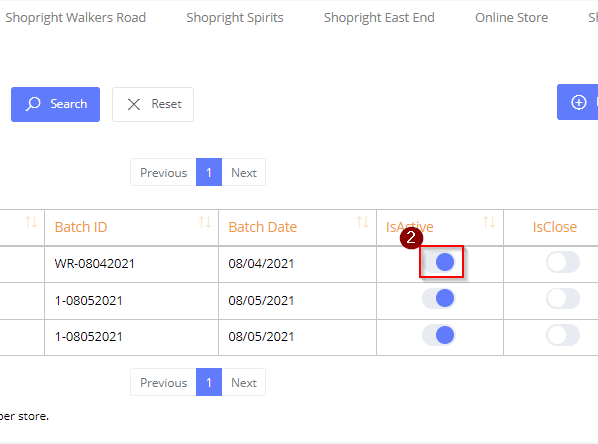 Shopright Walkers Road Shopright Spirits Shopright East End Online Store
Search Reset
Previous 1 Next
Batch ID Batch Date IsActive IsClose
2
WR-08042021 08/04/2021
1-08052021 08/05/2021
1-08052021 08/05/2021
Previous 1 Next
per store.